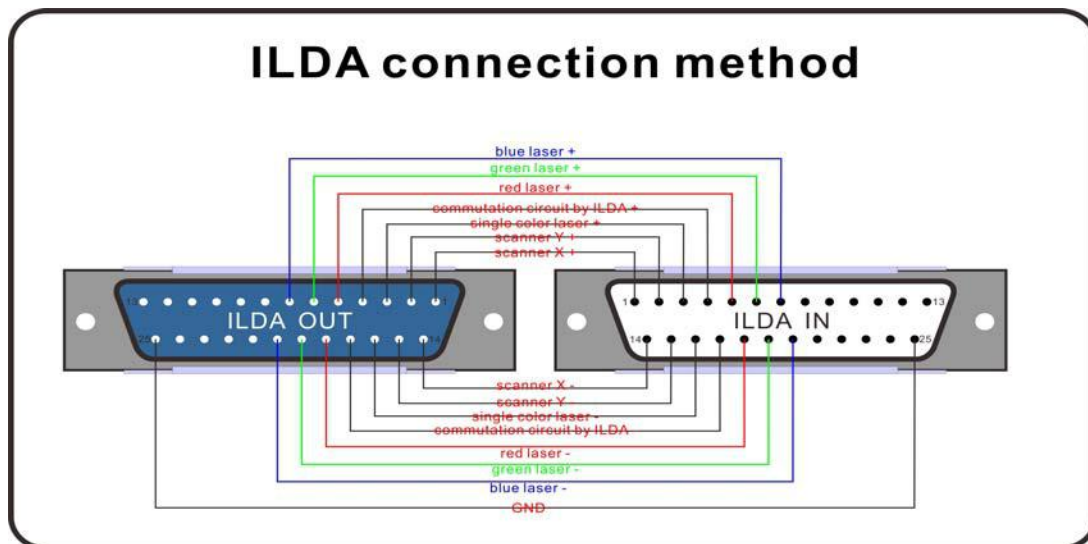 ILDA connection method
blue laser +
green laser +
red laser +
commutation circuit by ILDA +
single color laser +
scanner Y +
scanner X +
13 1
ILDA OUT
25 14
1 13
ILDA IN
14 25
scanner X -
scanner Y -
single color laser -
commutation circuit by ILDA
red laser -
green laser -
blue laser -
GND